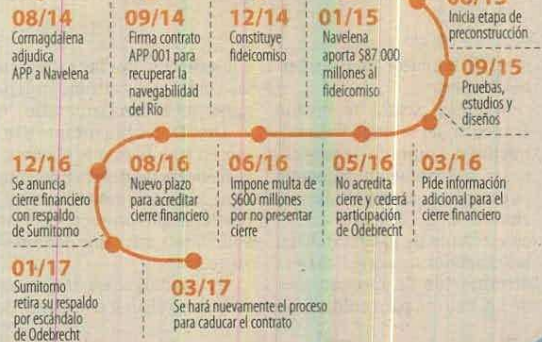 08/14
Cormagdalena
adjudica
APP a Navelena
09/14
Firma contrato
APP 001 para
recuperar la
navegabilidad
del Río
12/14
Constituye
fideicomiso
01/15
Navelena
aporta $87.000
millones al
fideicomiso
Inicia etapa de
preconstrucción
09/15
Pruebas,
estudios y
diseños
03/16
Pide información
adicional para el
cierre financiero
05/16
No acredita
cierre y cederá
participación
de Odebrecht
06/16
Impone multa de
$600 millones
por no presentar
cierre
08/16
Nuevo plazo
para acreditar
cierre financiero
12/16
Se anuncia
cierre financiero
con respaldo
de Sumitomo
01/17
Sumitomo
retira su respaldo
por escándalo
de Odebrecht
03/17
Se hará nuevamente el proceso
para caducar el contrato